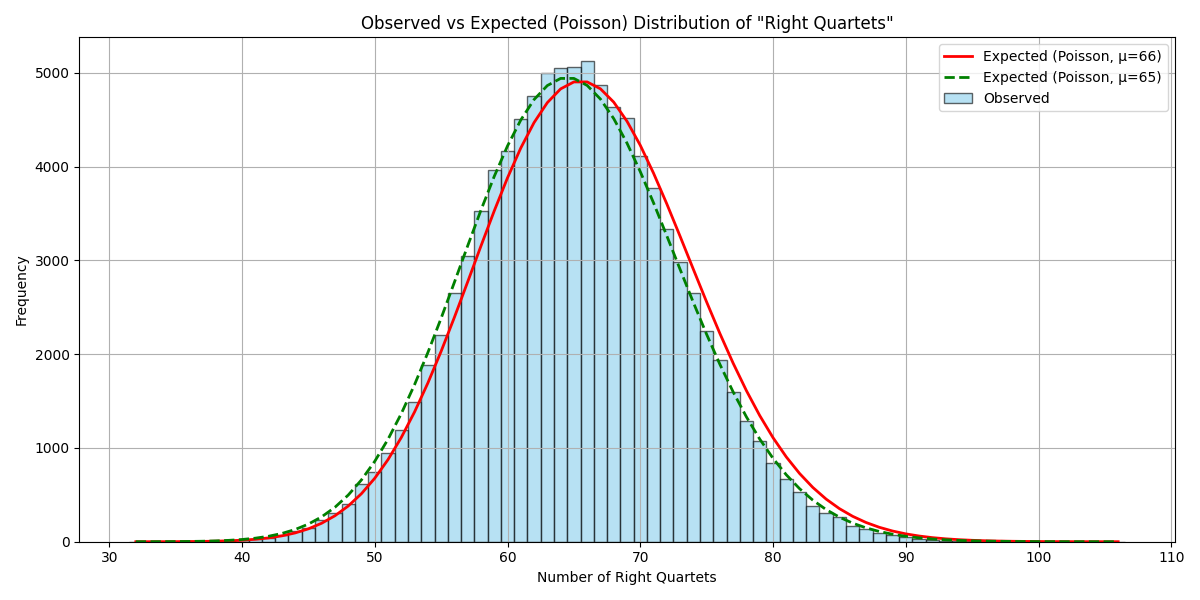 Observed vs Expected (Poisson) Distribution of "Right Quartets"
Expected (Poisson, μ=66)
Expected (Poisson, μ=65)
Observed
Frequency
5000
4000
3000
2000
1000
0
30 40 50 60 70 80 90 100 110
Number of Right Quartets